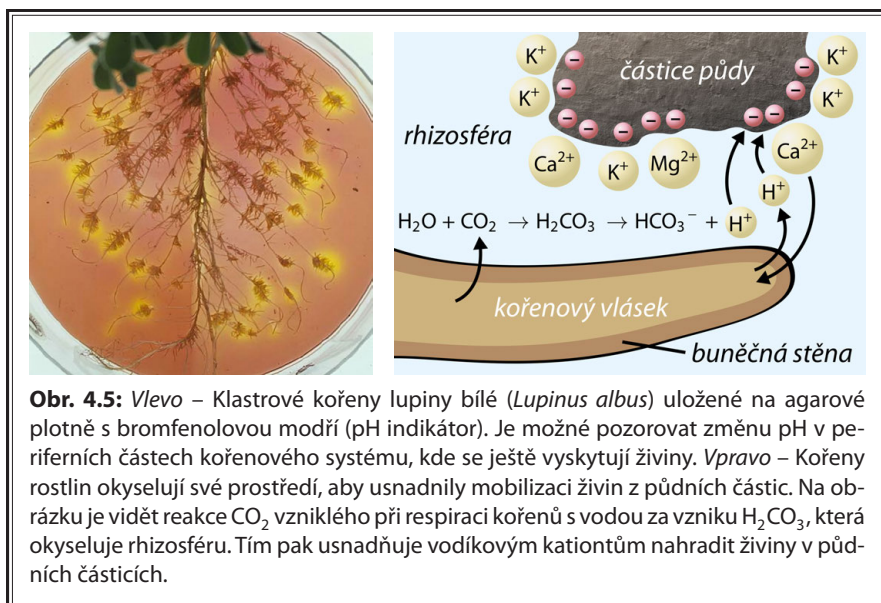 K⁺
částice půdy
K⁺
K⁺
K⁺
rhizosféra
Ca²⁺
K⁺
Mg²⁺
Ca²⁺
H⁺
H₂O + CO₂ → H₂CO₃ → HCO₃⁻ + H⁺
kořenový vlásek
buněčná stěna
Obr. 4.5: Vlevo – Klastrové kořeny lupiny bílé (Lupinus albus) uložené na agarové
plotně s bromfenolovou modří (pH indikátor). Je možné pozorovat změnu pH v pe-
riferních částech kořenového systému, kde se ještě vyskytují živiny. Vpravo – Kořeny
rostlin okyselují své prostředí, aby usnadnily mobilizaci živin z půdních částic. Na ob-
rázku je vidět reakce CO₂ vzniklého při respiraci kořenů s vodou za vzniku H₂CO₃, která
okyseluje rhizosféru. Tím pak usnadňuje vodíkovým kationtům nahradit živiny v půd-
ních částicích.